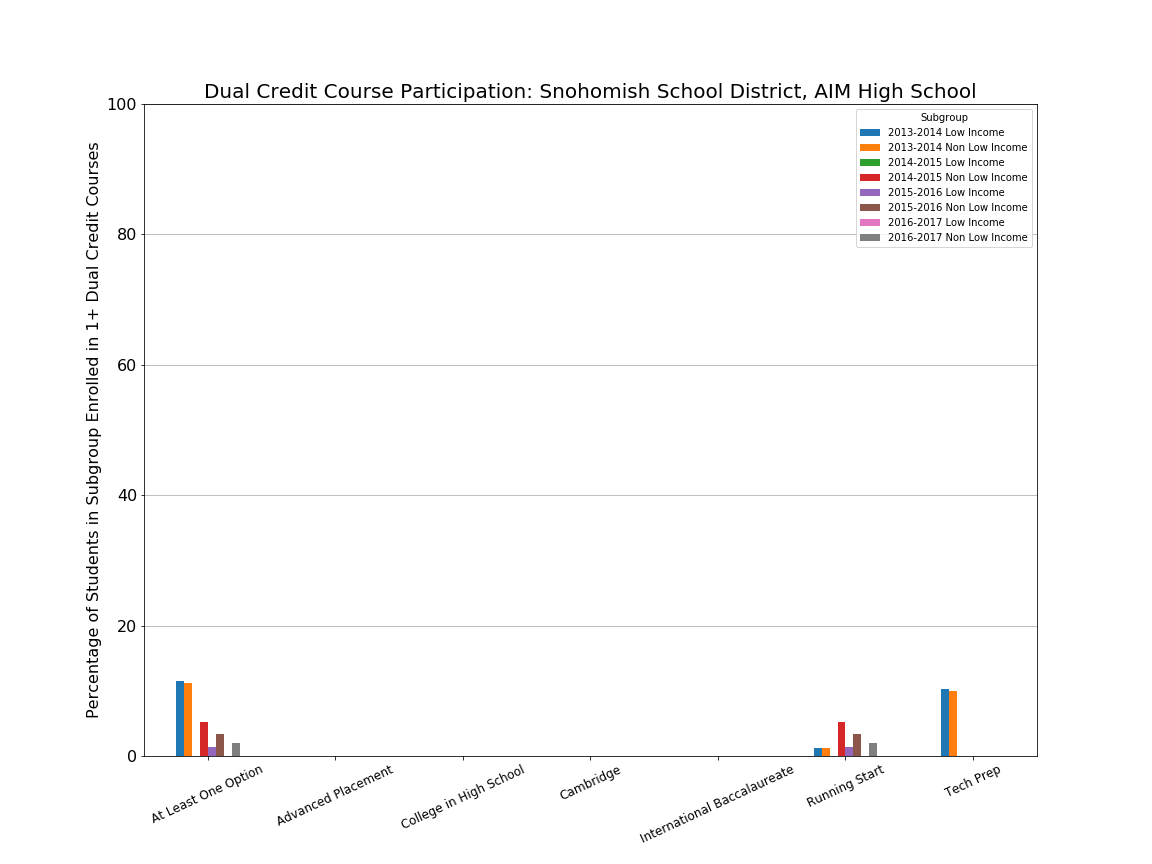 Dual Credit Course Participation: Snohomish School District, AIM High School
Percentage of Students in Subgroup Enrolled in 1+ Dual Credit Courses
100
80
60
40
20
0
Subgroup
2013-2014 Low Income
2013-2014 Non Low Income
2014-2015 Low Income
2014-2015 Non Low Income
2015-2016 Low Income
2015-2016 Non Low Income
2016-2017 Low Income
2016-2017 Non Low Income
At Least One Option
Advanced Placement
College in High School
Cambridge
International Baccalaureate
Running Start
Tech Prep